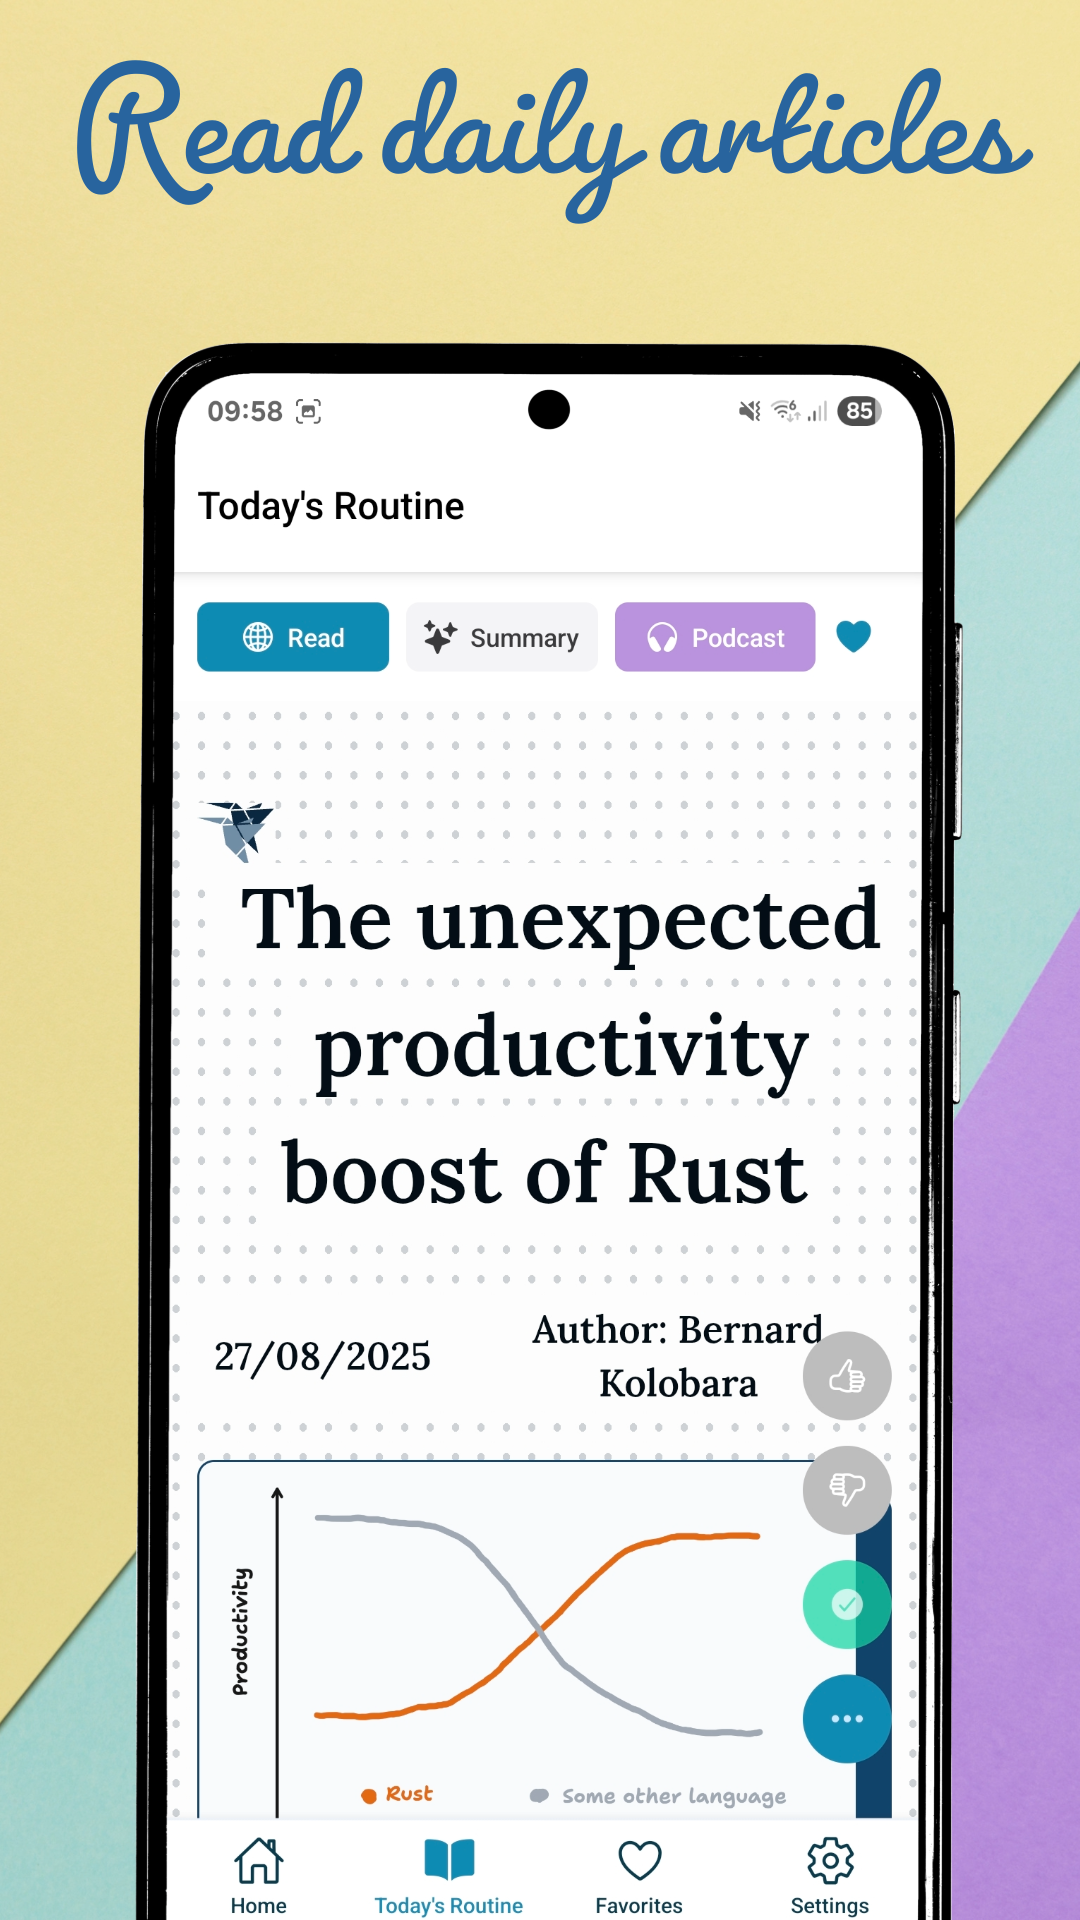 Read daily articles
09:58
6
85
Today's Routine
Read
Summary
Podcast
The unexpected
productivity
boost of Rust
27/08/2025
Author: Bernard
Kolobara
Productivity
Rust
Some other language
Home
Today's Routine
Favorites
Settings